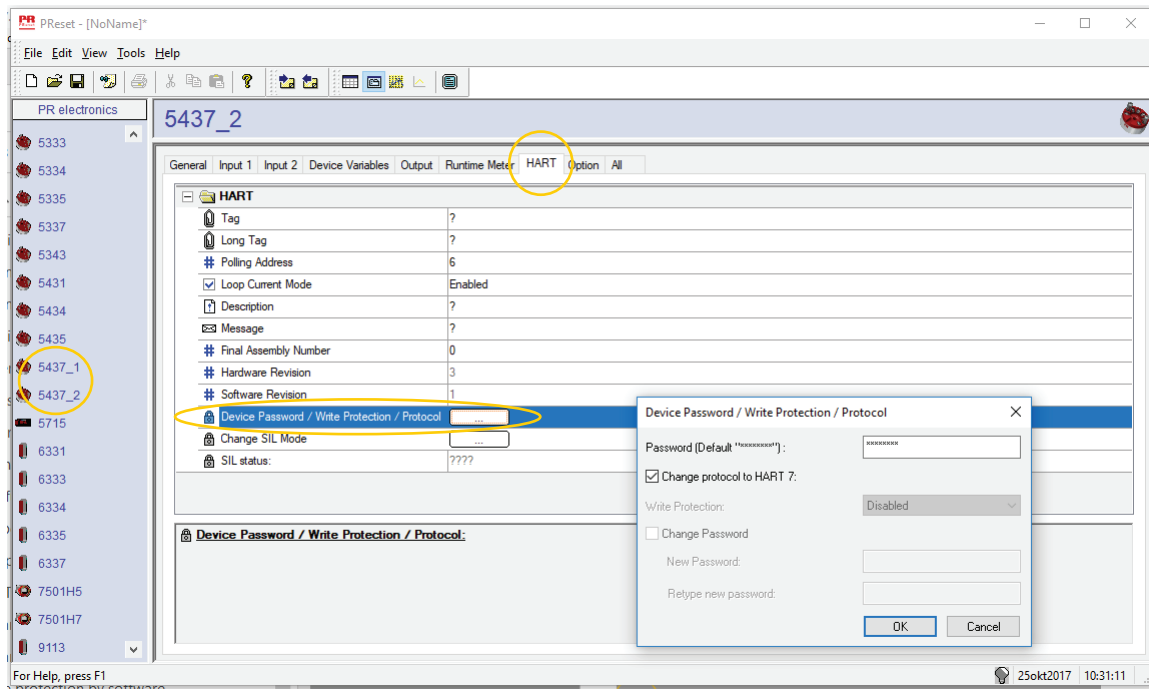 PR
PReset - [NoName]*
File Edit View Tools Help
PR electronics
5333
5334
5335
5337
5343
5431
5434
5435
5437_1
5437_2
5715
6331
6333
6334
6335
6337
7501H5
7501H7
9113
5437_2
General Input 1 Input 2 Device Variables Output Runtime Meter HART Option All
HART
Tag ?
Long Tag ?
# Polling Address 6
Loop Current Mode Enabled
Description ?
Message ?
# Final Assembly Number 0
# Hardware Revision 3
# Software Revision 1
Device Password / Write Protection / Protocol ...
Change SIL Mode ...
SIL status: ????
Device Password / Write Protection / Protocol:
Device Password / Write Protection / Protocol
Password (Default "********") : ********
Change protocol to HART 7:
Write Protection: Disabled
Change Password
New Password:
Retype new password:
OK Cancel
For Help, press F1 25okt2017 10:31:11
protection by software